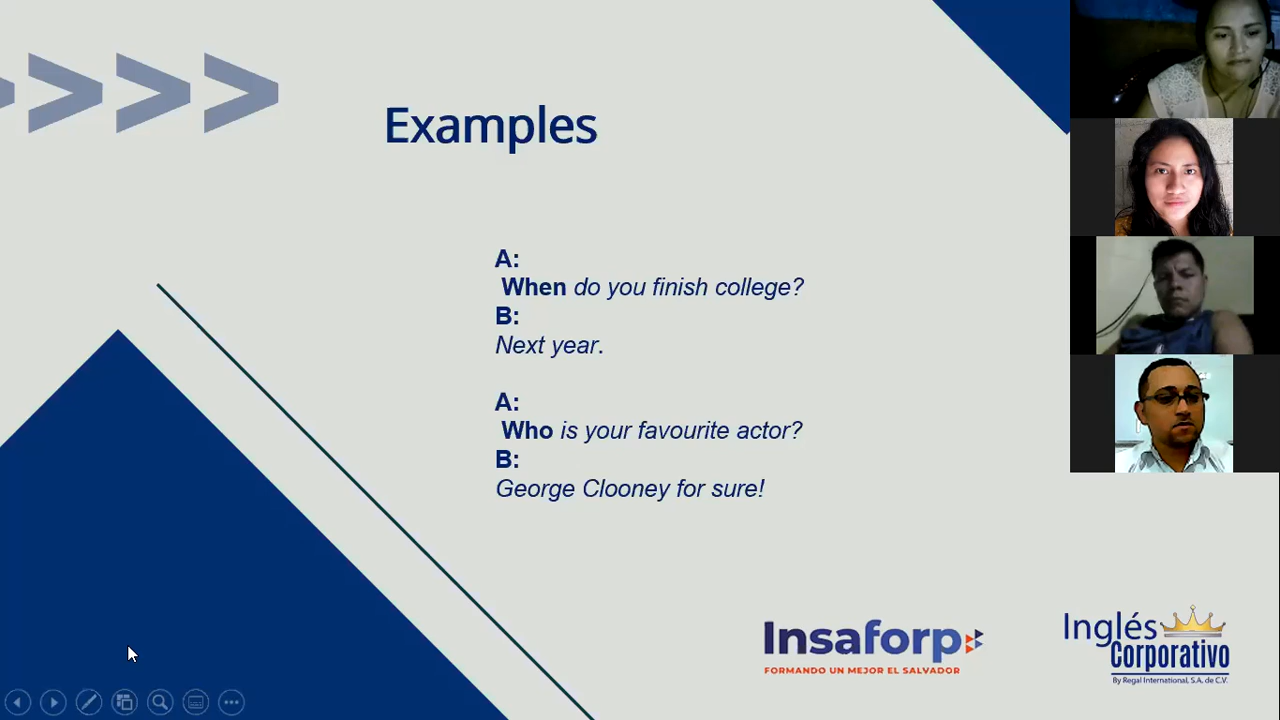 Examples
A:
When do you finish college?
B:
Next year.
A:
Who is your favourite actor?
B:
George Clooney for sure!
Insaforp
FORMANDO UN MEJOR EL SALVADOR
Inglés
Corporativo
By Regal International, S.A. de C.V.